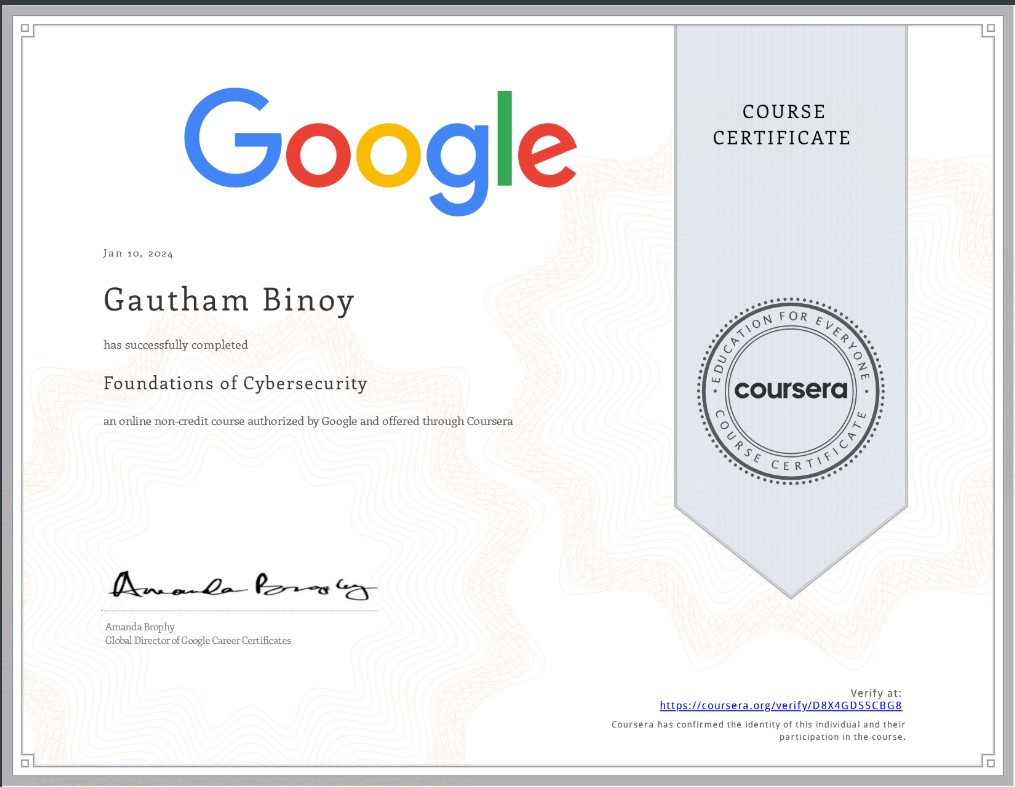 Google
COURSE
CERTIFICATE
Jan 10, 2024
Gautham Binoy
has successfully completed
Foundations of Cybersecurity
an online non-credit course authorized by Google and offered through Coursera
EDUCATION FOR EVERYONE
coursera
COURSE CERTIFICATE
Amanda Brophy
Amanda Brophy
Global Director of Google Career Certificates
Verify at:
https://coursera.org/verify/D8X4GDSSCBG8
Coursera has confirmed the identity of this individual and their
participation in the course.